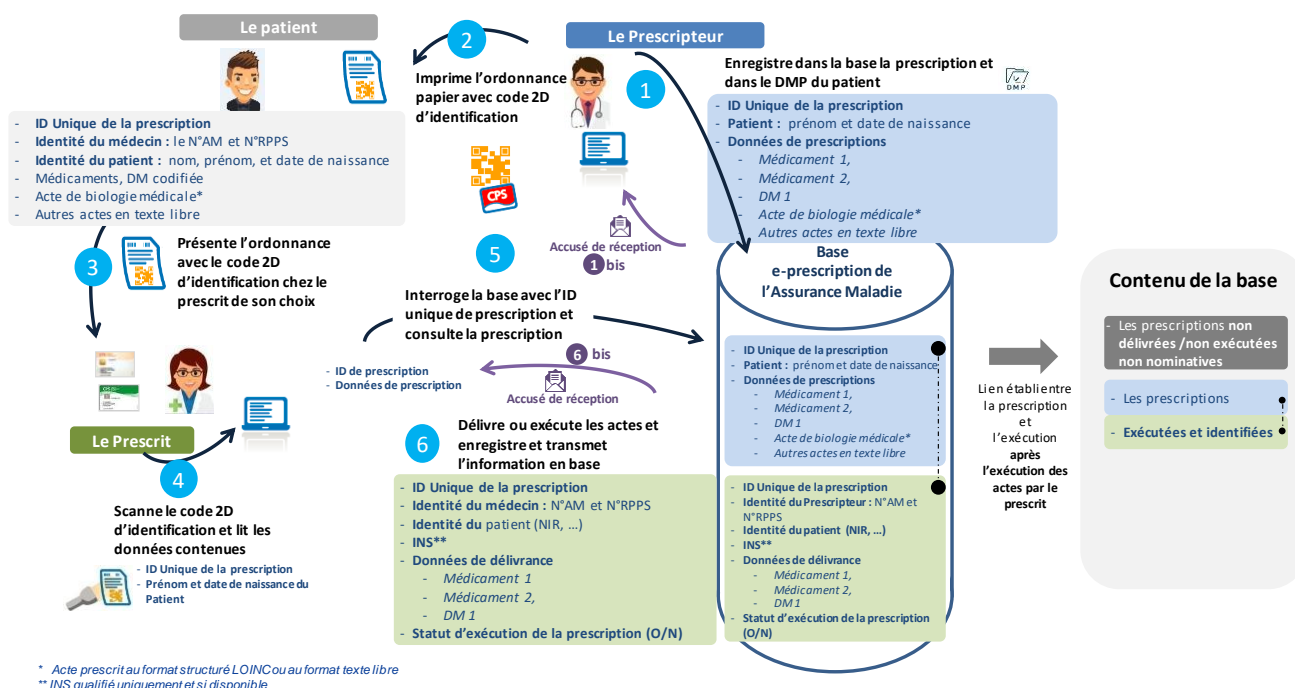 Le patient
2
Le Prescripteur
Imprime l'ordonnance
papier avec code 2D
d'identification
1
Enregistre dans la base la prescription et
dans le DMP du patient
DMP
- ID Unique de la prescription
- Identité du médecin : le N°AM et N°RPPS
- Identité du patient : nom, prénom, et date de naissance
- Médicaments, DM codifiée
- Acte de biologie médicale*
- Autres actes en texte libre
- ID Unique de la prescription
- Patient : prénom et date de naissance
- Données de prescriptions
- Médicament 1,
- Médicament 2,
- DM 1
- Acte de biologie médicale*
Autres actes en texte libre
CPS
Accusé de réception
1 bis
3
Présente l'ordonnance
avec le code 2D
d'identification chez le
prescrit de son choix
5
Interroge la base avec l'ID
unique de prescription et
consulte la prescription
- ID de prescription
- Données de prescription
6 bis
Accusé de réception
Base
e-prescription de
l'Assurance Maladie
- ID Unique de la prescription
- Patient : prénom et date de naissance
- Données de prescriptions
- Médicament 1,
- Médicament 2,
- DM 1
- Acte de biologie médicale*
- Autres actes en texte libre
Le Prescrit
4
Scanne le code 2D
d'identification et lit les
données contenues
- ID Unique de la prescription
- Prénom et date de naissance du
Patient
6
Délivre ou exécute les actes et
enregistre et transmet
l'information en base
- ID Unique de la prescription
- Identité du médecin : N°AM et N°RPPS
- Identité du patient (NIR, ...)
- INS**
- Données de délivrance
- Médicament 1
- Médicament 2,
- DM 1
- Statut d'exécution de la prescription (O/N)
- ID Unique de la prescription
- Identité du Prescripteur : N°AM et
N°RPPS
- Identité du patient (NIR, ...)
- INS**
- Données de délivrance
- Médicament 1,
- Médicament 2,
- DM 1
- Statut d'exécution de la prescription
(O/N)
Lien établi entre
la prescription
et
l'exécution
après
l'exécution des
actes par le
prescrit
Contenu de la base
- Les prescriptions non
délivrées /non exécutées
non nominatives
- Les prescriptions
- Exécutées et identifiées
* Acte prescrit au format structuré LOINC ou au format texte libre
** INS qualifié uniquement et si disponible